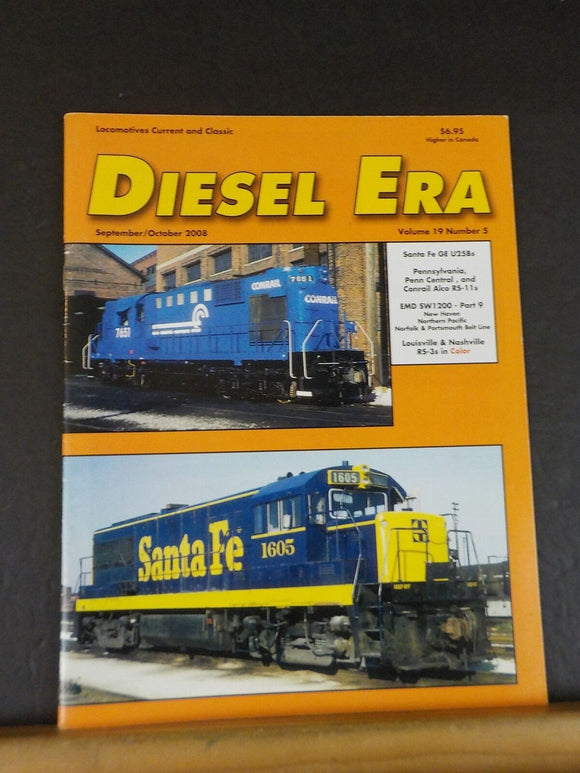 Locomotives Current and Classic
$6.95
Higher in Canada
DIESEL ERA
September/October 2008
Volume 19 Number 5
Santa Fe GE U25Bs
Pennsylvania,
Penn Central , and
Conrail Alco RS-11s
EMD SW1200 - Part 9
New Haven
Northern Pacific
Norfolk & Portsmouth Belt Line
Louisville & Nashville
RS-3s in Color
CONRAIL
7651
CONRAIL
7651
1605
Santa Fe
1605